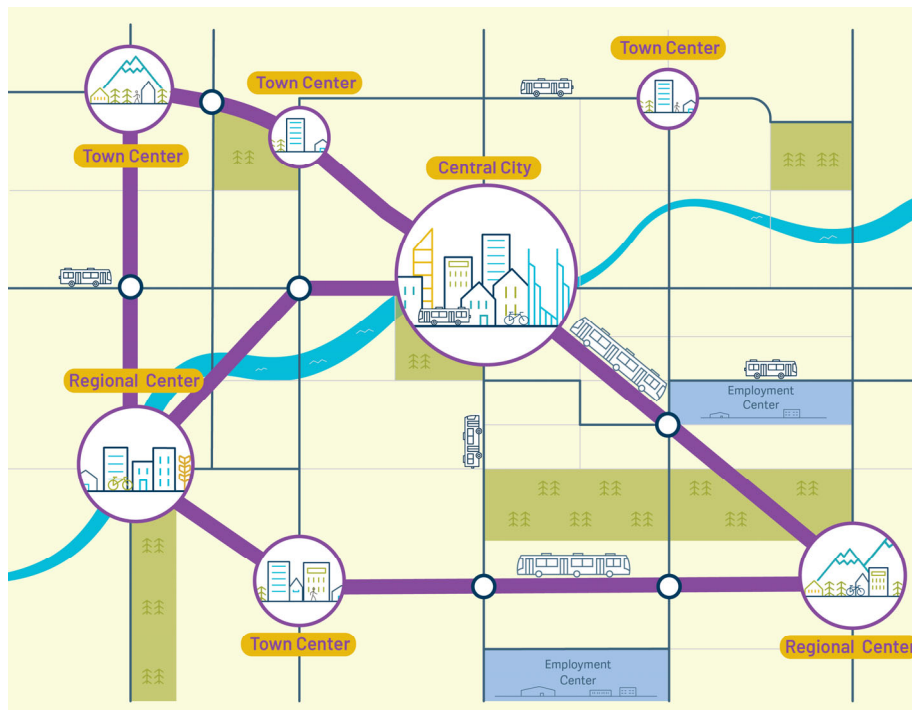 Town Center
Town Center
Town Center
Central City
Regional Center
Employment
Center
Town Center
Regional Center
Employment
Center